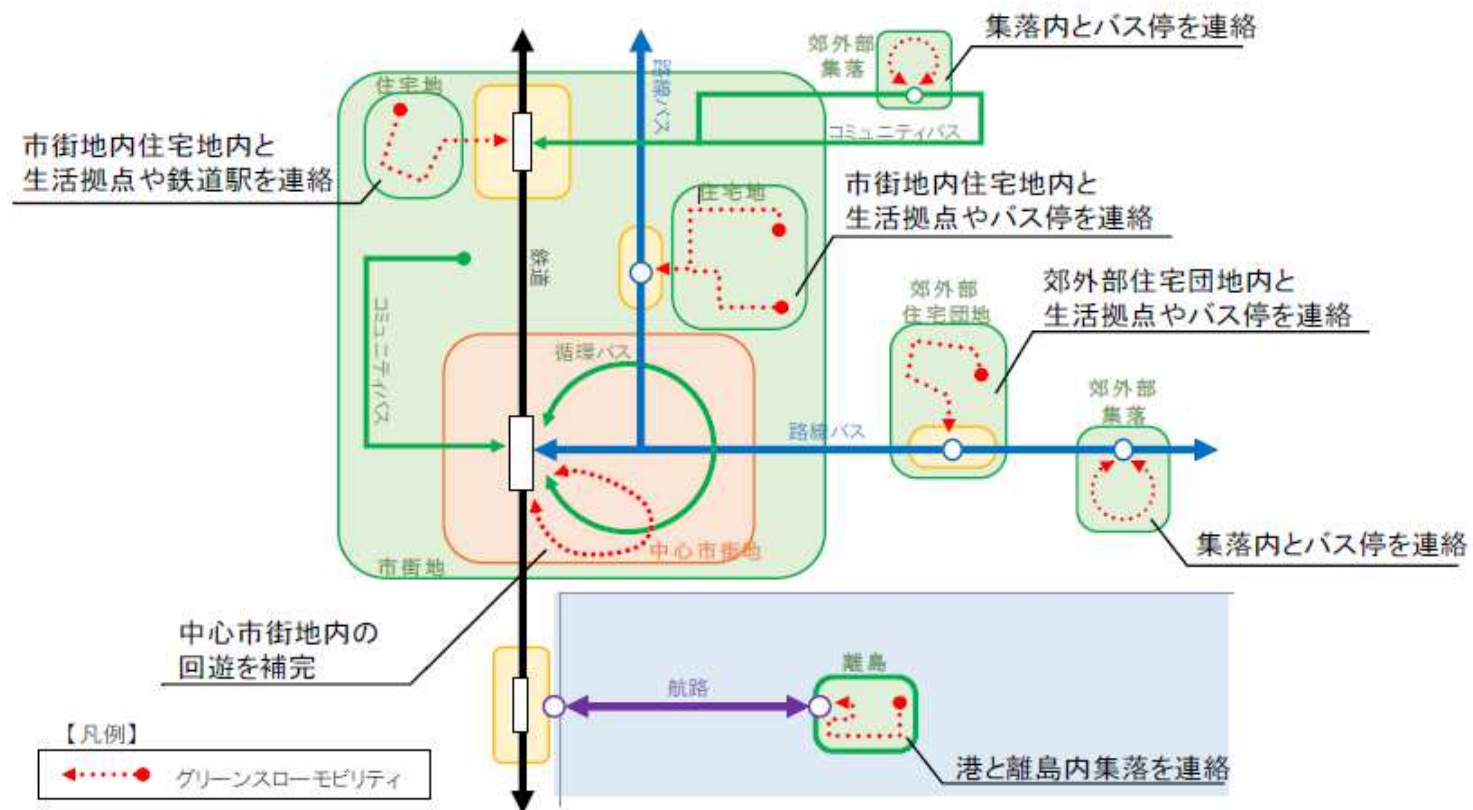 集落内とバス停を連絡
郊外部
集落
住宅地
路線バス
コミュニティバス
市街地内住宅地内と
生活拠点や鉄道駅を連絡
市街地内住宅地内と
生活拠点やバス停を連絡
住宅地
鉄道
郊外部住宅団地内と
生活拠点やバス停を連絡
郊外部
住宅団地
コミュニティバス
循環バス
郊外部
集落
路線バス
中心市街地
集落内とバス停を連絡
市街地
中心市街地内の
回遊を補完
離島
航路
【凡例】
グリーンスローモビリティ
港と離島内集落を連絡